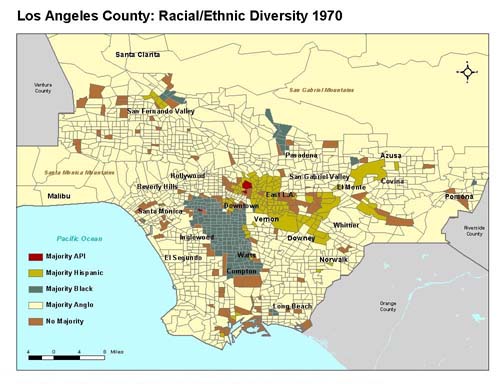 Los Angeles County: Racial/Ethnic Diversity 1970
Santa Clarita
San Gabriel Mountains
Ventura
County
San Fernando Valley
Pasadena
Azusa
Santa Monica Mountains
Hollywood
San Gabriel Valley
Beverly Hills
El Monte
Covina
East L.A.
Malibu
Pomona
Santa Monica
Downtown
Vernon
Whittier
Riverside
County
Pacific Ocean
Inglewood
Downey
Watts
El Segundo
Norwalk
Compton
Majority API
Majority Hispanic
Majority Black
Majority Anglo
No Majority
Long Beach
Orange
County
4 0 4 8 Miles